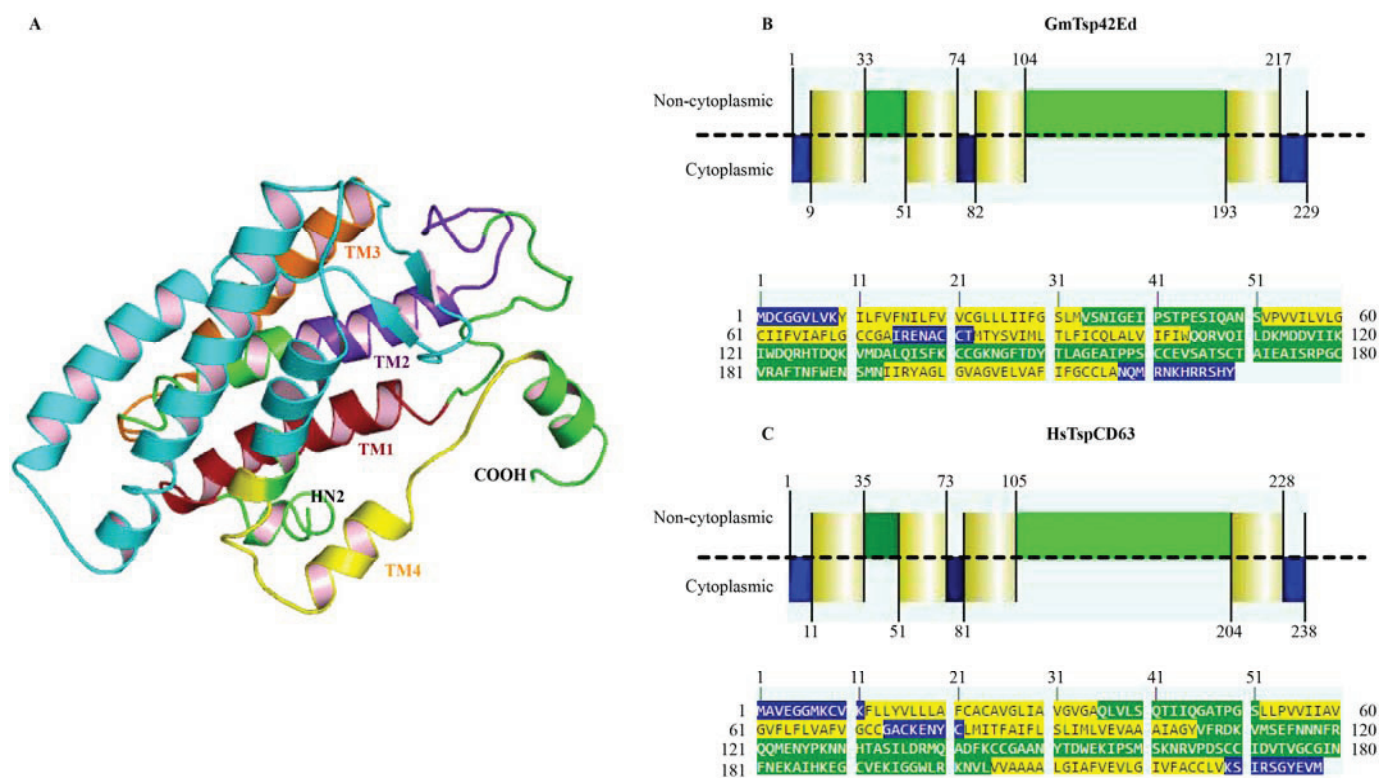 A
TM3
TM2
TM1
COOH
HN2
TM4
B
GmTsp42Ed
1 33 74 104 217
Non-cytoplasmic
Cytoplasmic
9 51 82 193 229
1 11 21 31 41 51
1 MDCGGVLVKY ILFVFNILFV VCGLLLIIFG SLMVSNIGEI PSTPESIQAN SVPVVILVLG 60
61 CIIFVIAFLG CCGAIRENAC CTMTYSVIML TLFICQLALV IFIWQQRVQI LDKMDDVIIK 120
121 IWDQRHTDQK VMDALQISFK CCGKNGFTDY TLAGEAIPPS CCEVSATSCT AIEAISRPGC 180
181 VRAFTNFWEN SMNIIRYAGL GVAGVELVAF IFGCCLANQM RNKHRRSHY
C
HsTspCD63
1 35 73 105 228
Non-cytoplasmic
Cytoplasmic
11 51 81 204 238
1 11 21 31 41 51
1 MAVEGGMKCV KFLLYVLLLA FCACAVGLIA VGVGAQLVLS QTIIQGATPG SLLPVVIIAV 60
61 GVFLFLVAFV GCCGACKENY CLMITFAIFL SLIMLVEVAA AIAGYVFRDK VMSEFNNNFR 120
121 QQMENYPKNN HTASILDRMQ ADFKCCGAAN YTDWEKIPSM SKNRVPDSCC IDVTVGCGIN 180
181 FNEKAIHKEG CVEKIGGWLR KNVLVVAAAA LGIAFVEVLG IVFACCLVKS IRSGYEVM